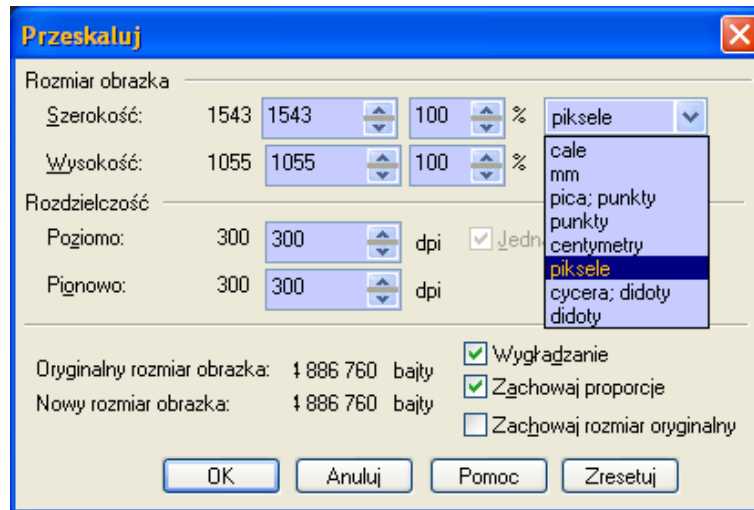 Przeskaluj
Rozmiar obrazka
Szerokość: 1543 1543 100 % piksele
cale
Wysokość: 1055 1055 100 % mm
pica; punkty
Rozdzielczość
punkty
Poziomo: 300 300 dpi
centymetry
piksele
Pionowo: 300 300 dpi
cycera; didoty
didoty
Wygładzanie
Oryginalny rozmiar obrazka: 886 760 bajty
Zachowaj proporcje
Nowy rozmiar obrazka: 886 760 bajty
Zachowaj rozmiar oryginalny
OK Anuluj Pomoc Zresetuj